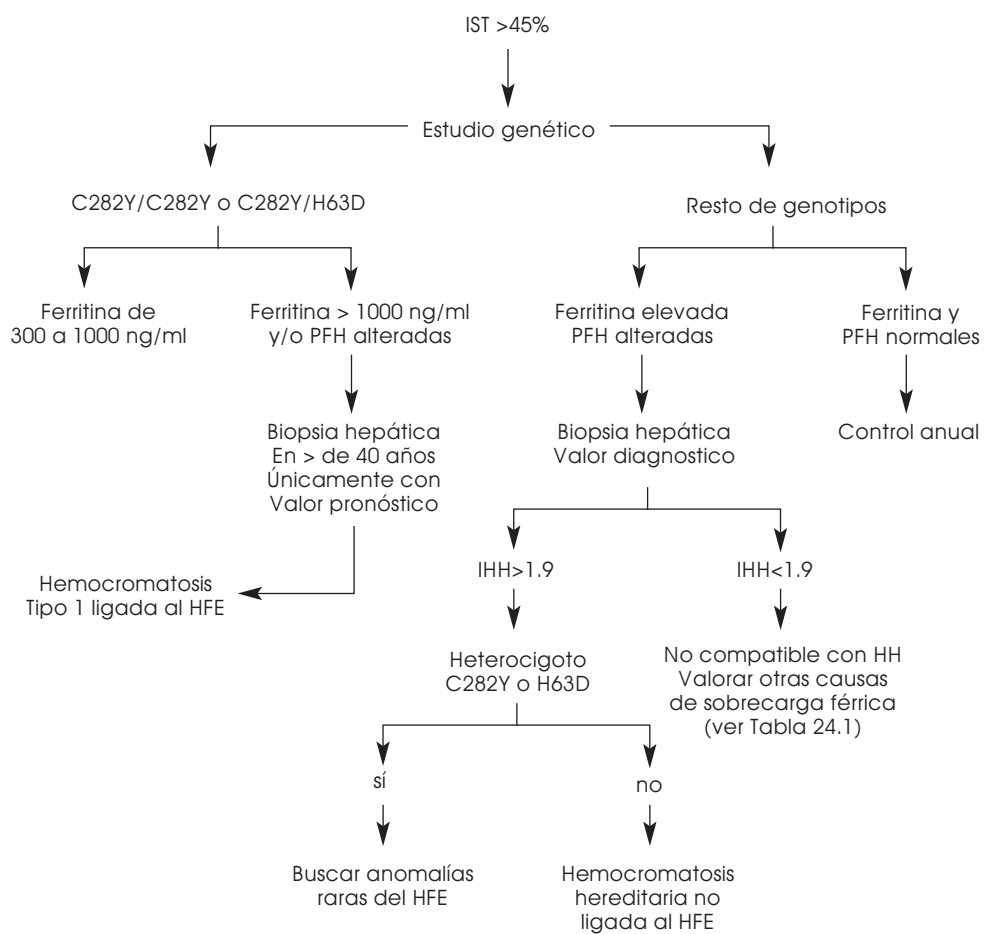 IST >45%
Estudio genético
C282Y/C282Y o C282Y/H63D
Resto de genotipos
Ferritina de
300 a 1000 ng/ml
Ferritina > 1000 ng/ml
y/o PFH alteradas
Ferritina elevada
PFH alteradas
Ferritina y
PFH normales
Biopsia hepática
En > de 40 años
Únicamente con
Valor pronóstico
Biopsia hepática
Valor diagnostico
Control anual
IHH>1.9
IHH<1.9
Hemocromatosis
Tipo 1 ligada al HFE
Heterocigoto
C282Y o H63D
No compatible con HH
Valorar otras causas
de sobrecarga férrica
(ver Tabla 24.1)
sí
no
Buscar anomalías
raras del HFE
Hemocromatosis
hereditaria no
ligada al HFE